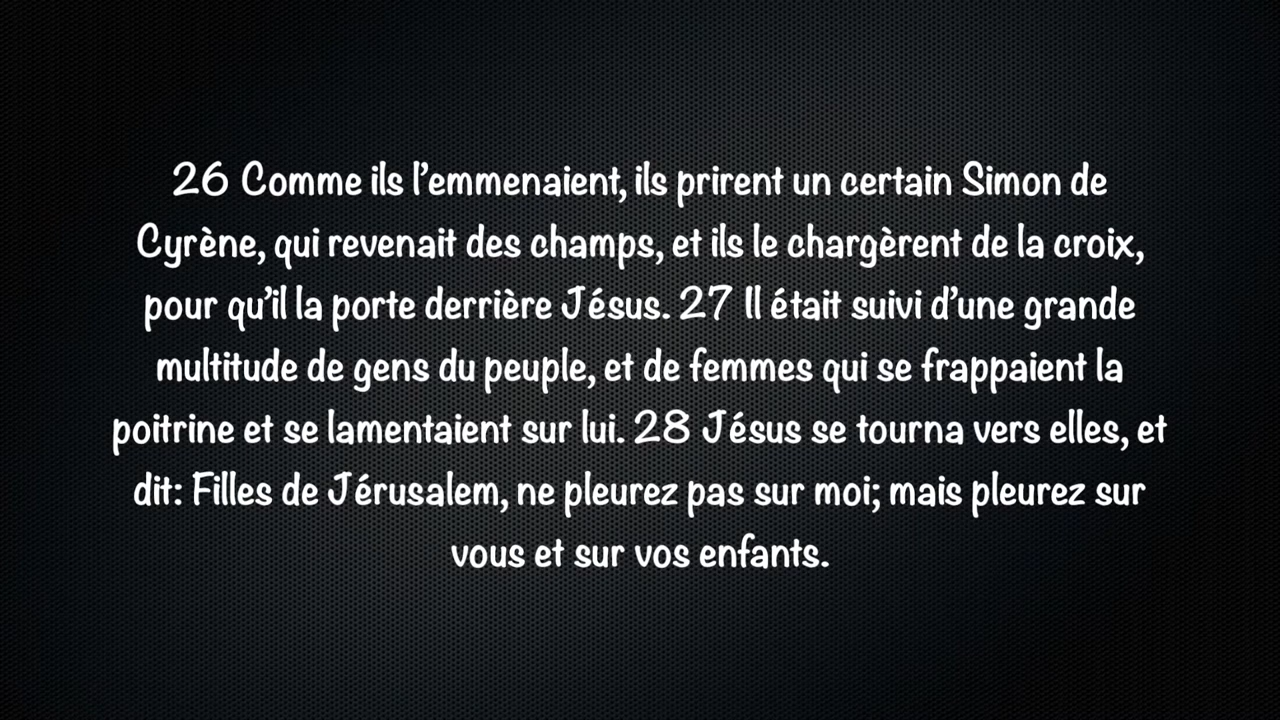 26 Comme ils l’emmenaient, ils prirent un certain Simon de
Cyrène, qui revenait des champs, et ils le chargèrent de la croix,
pour qu’il la porte derrière Jésus. 27 Il était suivi d’une grande
multitude de gens du peuple, et de femmes qui se frappaient la
poitrine et se lamentaient sur lui. 28 Jésus se tourna vers elles, et
dit: Filles de Jérusalem, ne pleurez pas sur moi; mais pleurez sur
vous et sur vos enfants.